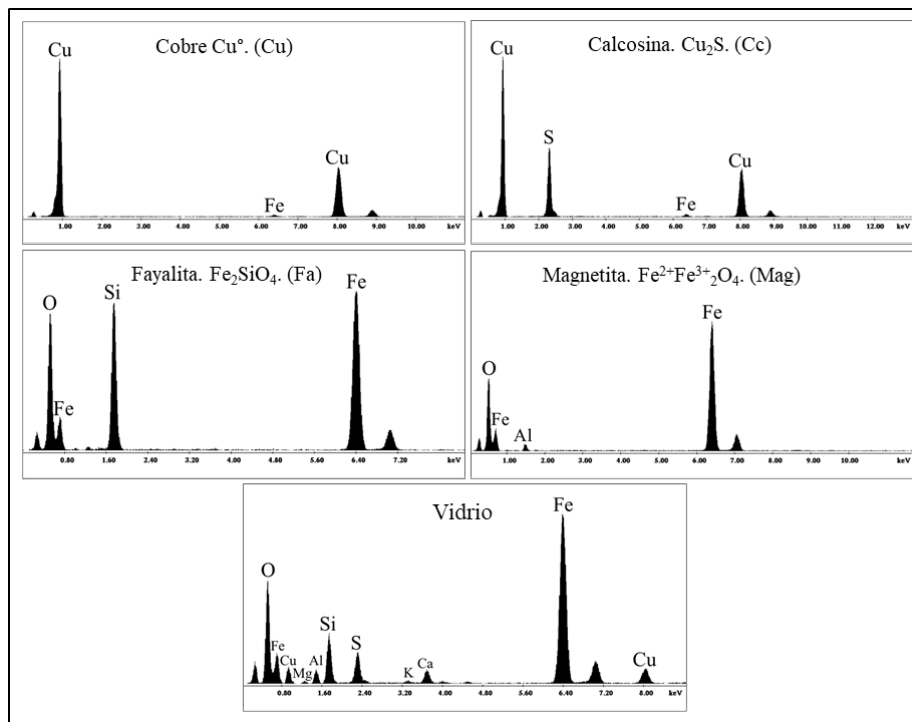 Cobre Cu°. (Cu)
Cu
Fe
Cu
1.00 2.00 3.00 4.00 5.00 6.00 7.00 8.00 9.00 keV
Calcosina. Cu₂S. (Cc)
Cu
S
Fe
Cu
1.00 2.00 3.00 4.00 5.00 6.00 7.00 8.00 9.00 10.00 11.00 12.00 keV
Fayalita. Fe₂SiO₄. (Fa)
O
Fe
Si
Fe
0.80 1.60 2.40 3.20 4.00 4.80 5.60 6.40 7.20 keV
Magnetita. Fe²⁺Fe³⁺₂O₄. (Mag)
O
Fe
Al
Fe
1.00 2.00 3.00 4.00 5.00 6.00 7.00 8.00 9.00 10.00 keV
Vidrio
O
Fe
Cu
Mg
Al
Si
S
K
Ca
Fe
Cu
0.80 1.60 2.40 3.20 4.00 4.80 5.60 6.40 7.20 8.00 keV